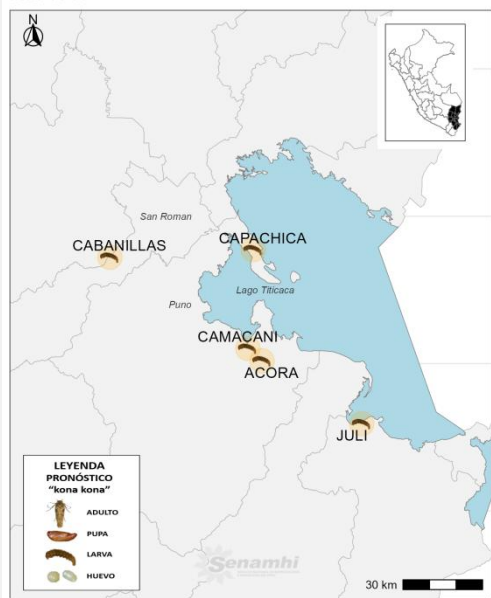 N
San Roman
CABANILLAS
CAPACHICA
Lago Titicaca
Puno
CAMACANI
ACORA
JULI
LEYENDA
PRONÓSTICO
"kona kona"
ADULTO
PUPA
LARVA
HUEVO
Senamhi
30 km